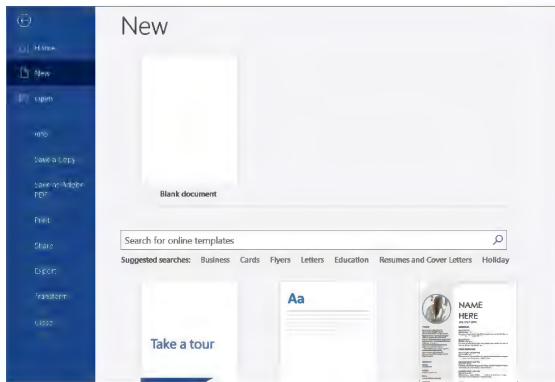 New
Home
New
Open
Info
Save a Copy
Save as Adobe
PDF
Print
Share
Export
Transform
Close
Blank document
Search for online templates
Suggested searches: Business Cards Flyers Letters Education Resumes and Cover Letters Holiday
Take a tour
Aa
NAME
HERE